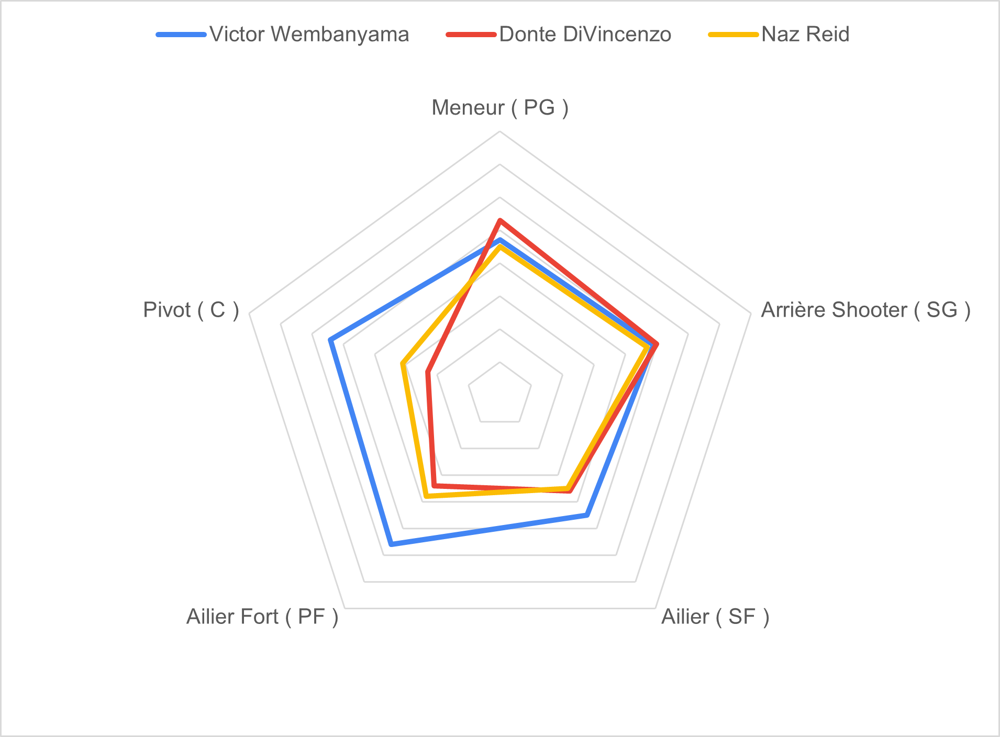 Victor Wembanyama
Donte DiVincenzo
Naz Reid
Meneur ( PG )
Pivot ( C )
Arrière Shooter ( SG )
Ailier Fort ( PF )
Ailier ( SF )